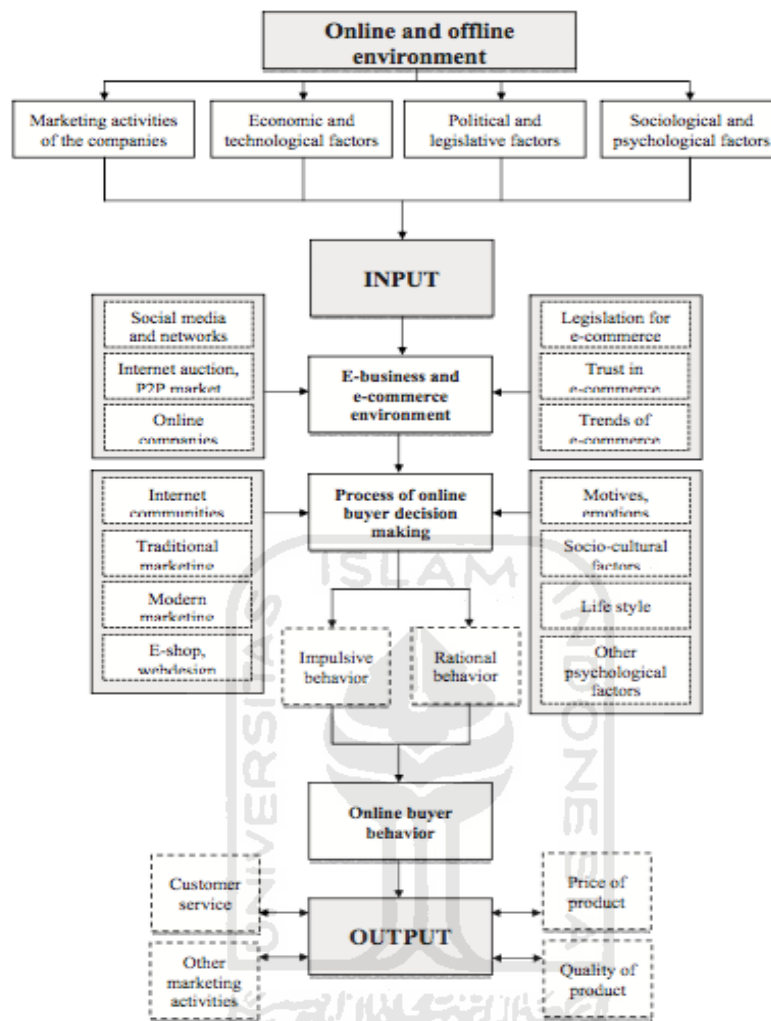 Online and offline
environment
Marketing activities
of the companies
Economic and
technological factors
Political and
legislative factors
Sociological and
psychological factors
INPUT
Social media
and networks
Internet auction,
P2P market
Online
companies
E-business and
e-commerce
environment
Legislation for
e-commerce
Trust in
e-commerce
Trends of
e-commerce
Internet
communities
Traditional
marketing
Modern
marketing
E-shop,
webdesign
Process of online
buyer decision
making
Motives,
emotions
Socio-cultural
factors
Life style
Other
psychological
factors
Impulsive
behavior
Rational
behavior
Online buyer
behavior
Customer
service
Other
marketing
activities
OUTPUT
Price of
product
Quality of
product
UNIVERSITAS
ISLAM
INDONESIA